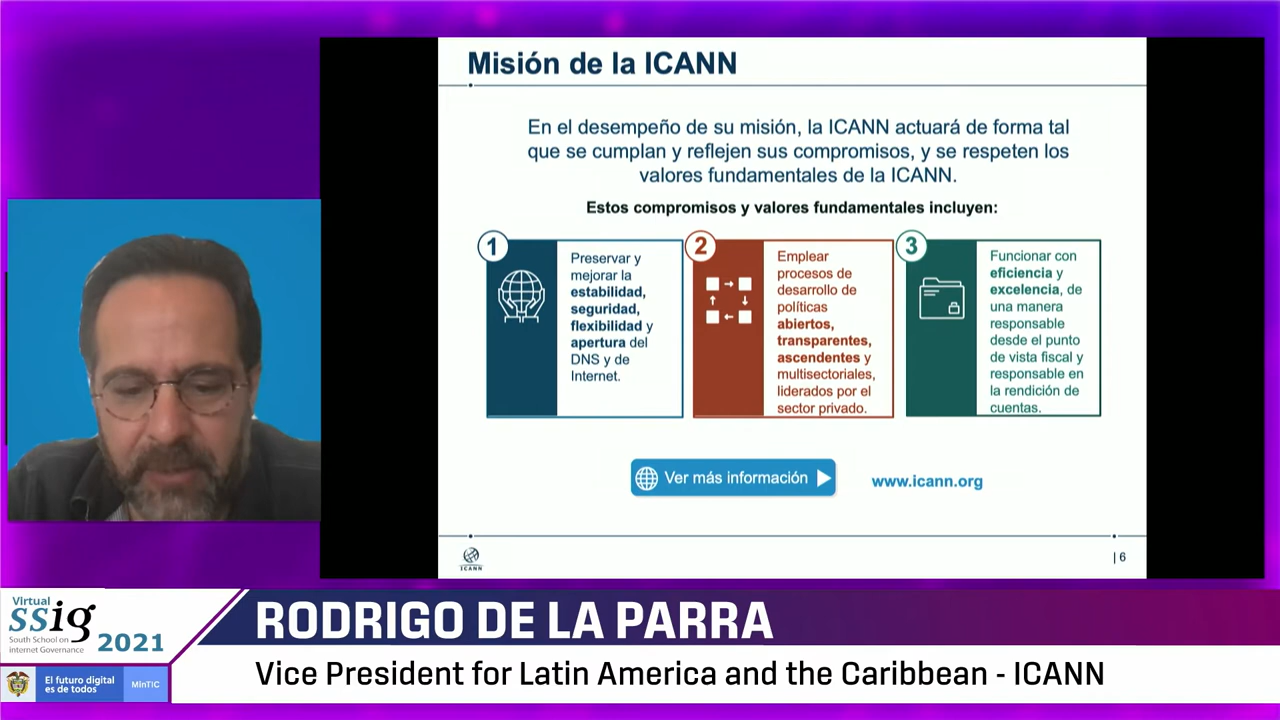 Misión de la ICANN
En el desempeño de su misión, la ICANN actuará de forma tal
que se cumplan y reflejen sus compromisos, y se respeten los
valores fundamentales de la ICANN.
Estos compromisos y valores fundamentales incluyen:
1
Preservar y
mejorar la
estabilidad,
seguridad,
flexibilidad y
apertura del
DNS y de
Internet.
2
Emplear
procesos de
desarrollo de
políticas
abiertos,
transparentes,
ascendentes y
multisectoriales,
liderados por el
sector privado.
3
Funcionar con
eficiencia y
excelencia, de
una manera
responsable
desde el punto
de vista fiscal y
responsable en
la rendición de
cuentas.
Ver más información
www.icann.org
ICANN
| 6
Virtual
ssig
South School on
Internet Governance
2021
El futuro digital
es de todos
MinTIC
RODRIGO DE LA PARRA
Vice President for Latin America and the Caribbean - ICANN